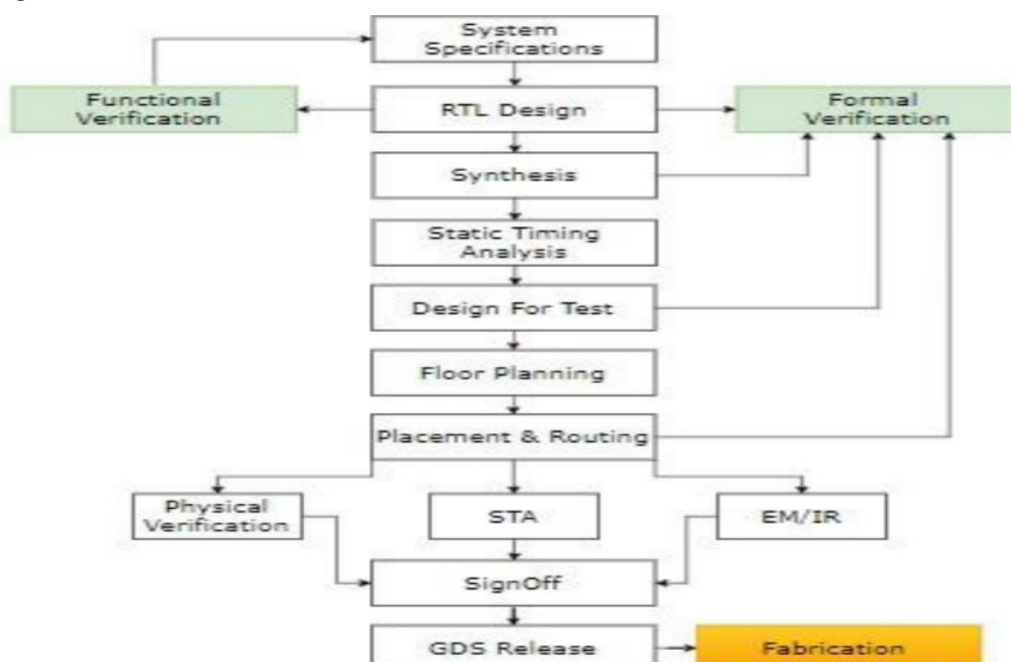 System
Specifications
Functional
Verification
RTL Design
Formal
Verification
Synthesis
Static Timing
Analysis
Design For Test
Floor Planning
Placement & Routing
Physical
Verification
STA
EM/IR
SignOff
GDS Release
Fabrication